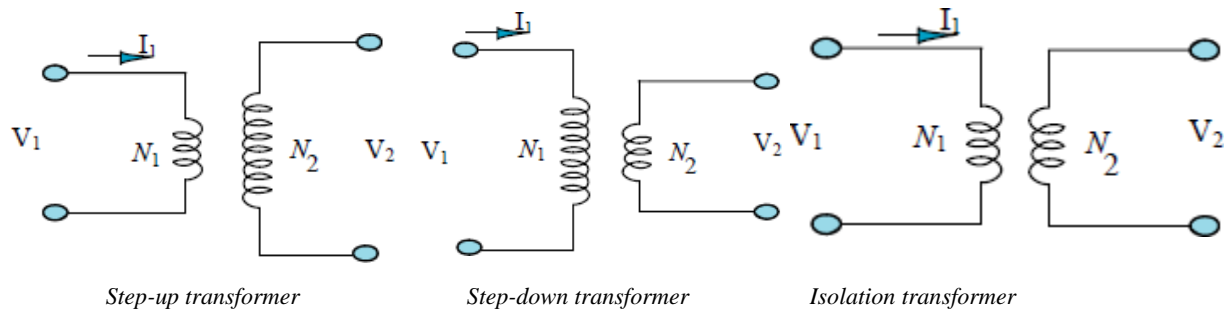 I₁
V₁
N₁
N₂
V₂
Step-up transformer
I₁
V₁
N₁
N₂
V₂
Step-down transformer
I₁
V₁
N₁
N₂
V₂
Isolation transformer